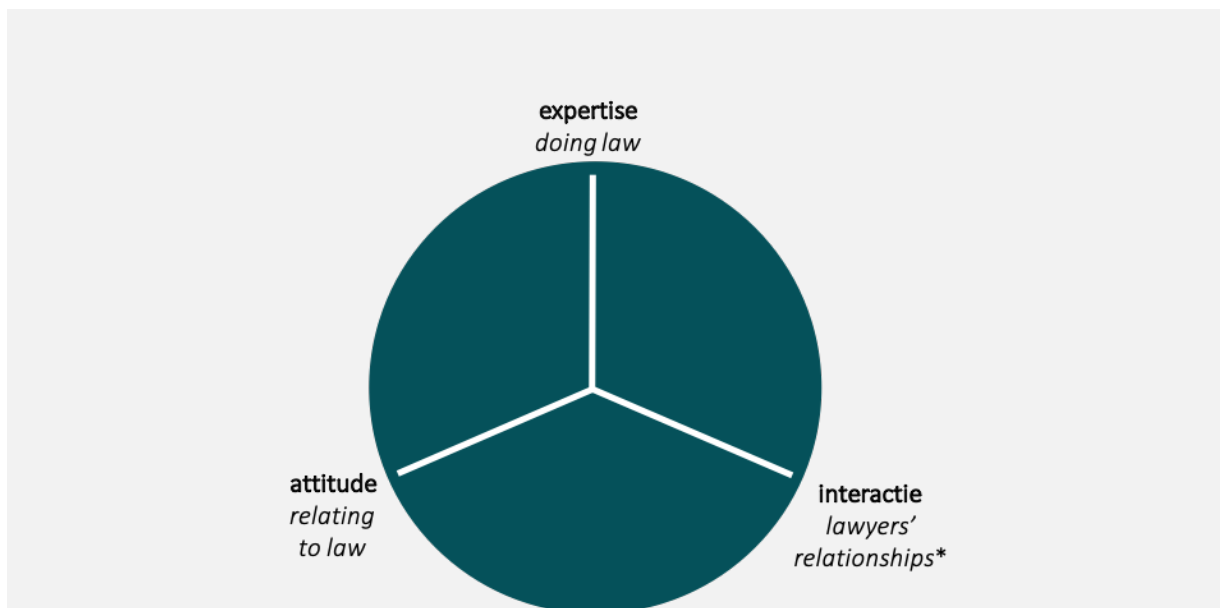 expertise
doing law
attitude
relating
to law
interactie
lawyers’
relationships*